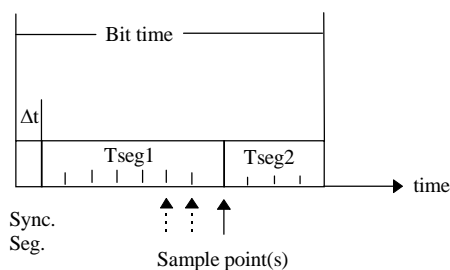 Bit time
Δt
Tseg1
Tseg2
time
Sync.
Seg.
Sample point(s)